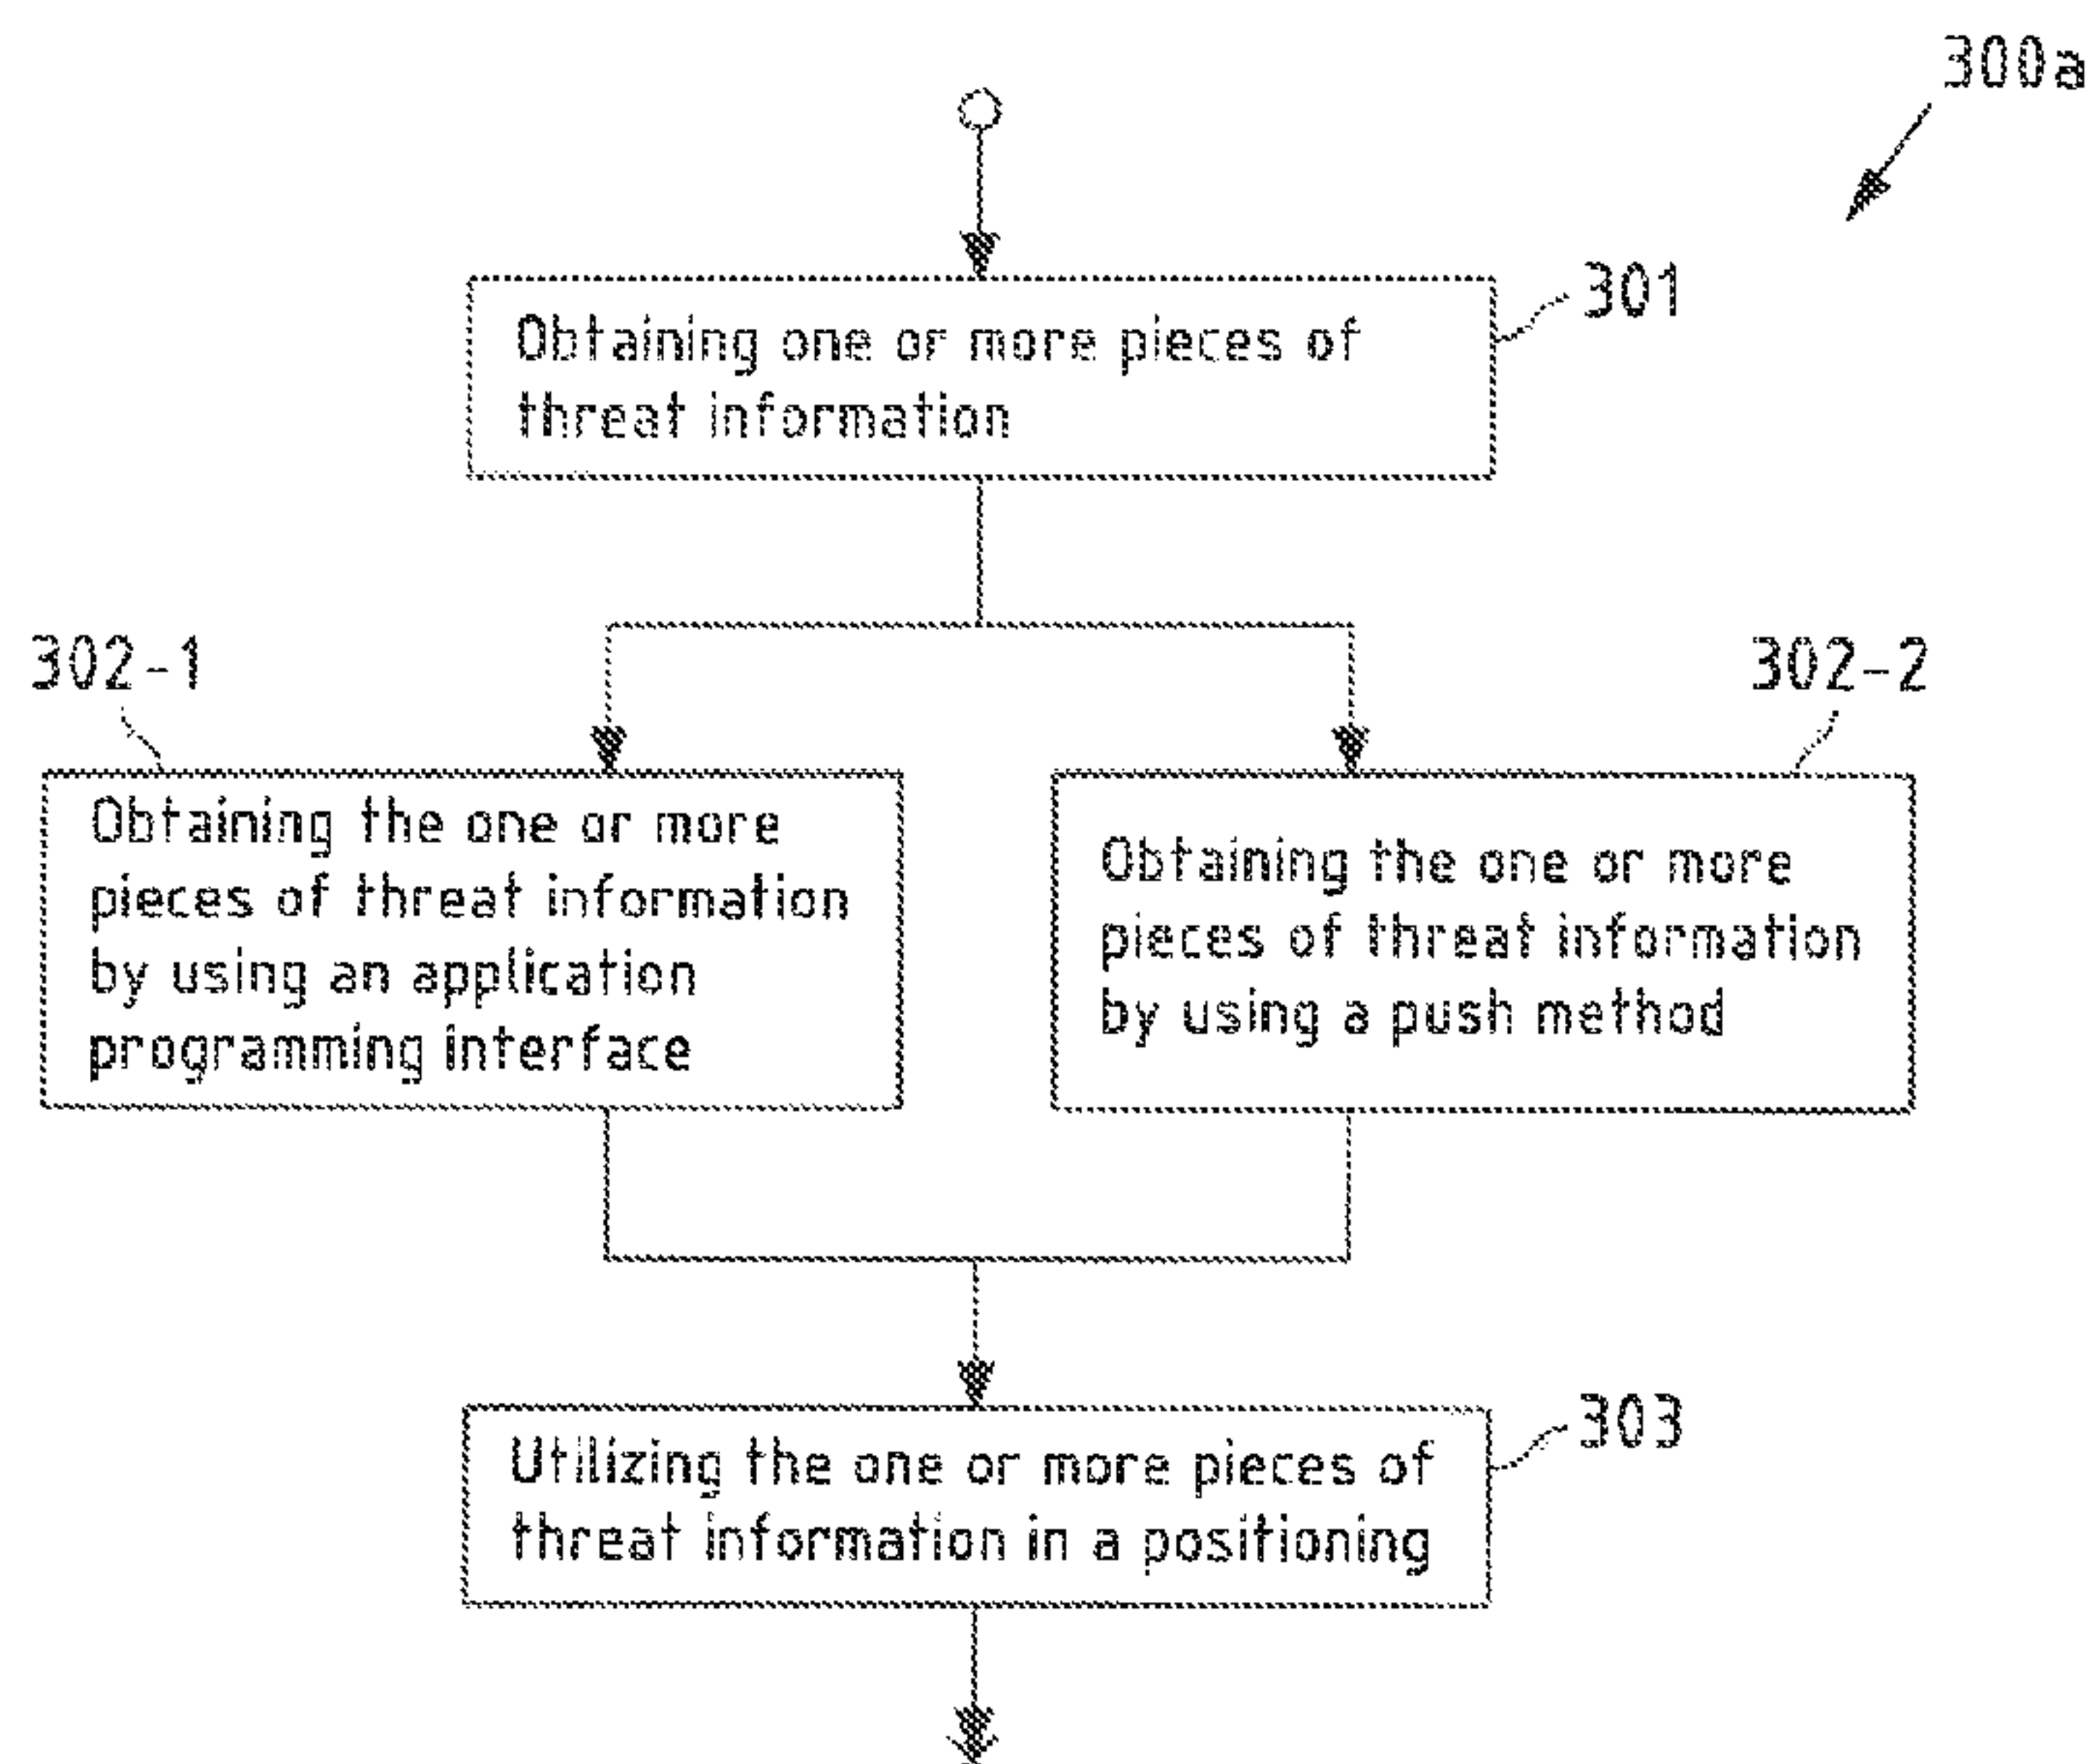 300a
301
Obtaining one or more pieces of
threat information
302-1
302-2
Obtaining the one or more
pieces of threat information
by using an application
programming interface
Obtaining the one or more
pieces of threat information
by using a push method
303
Utilizing the one or more pieces of
threat information in a positioning